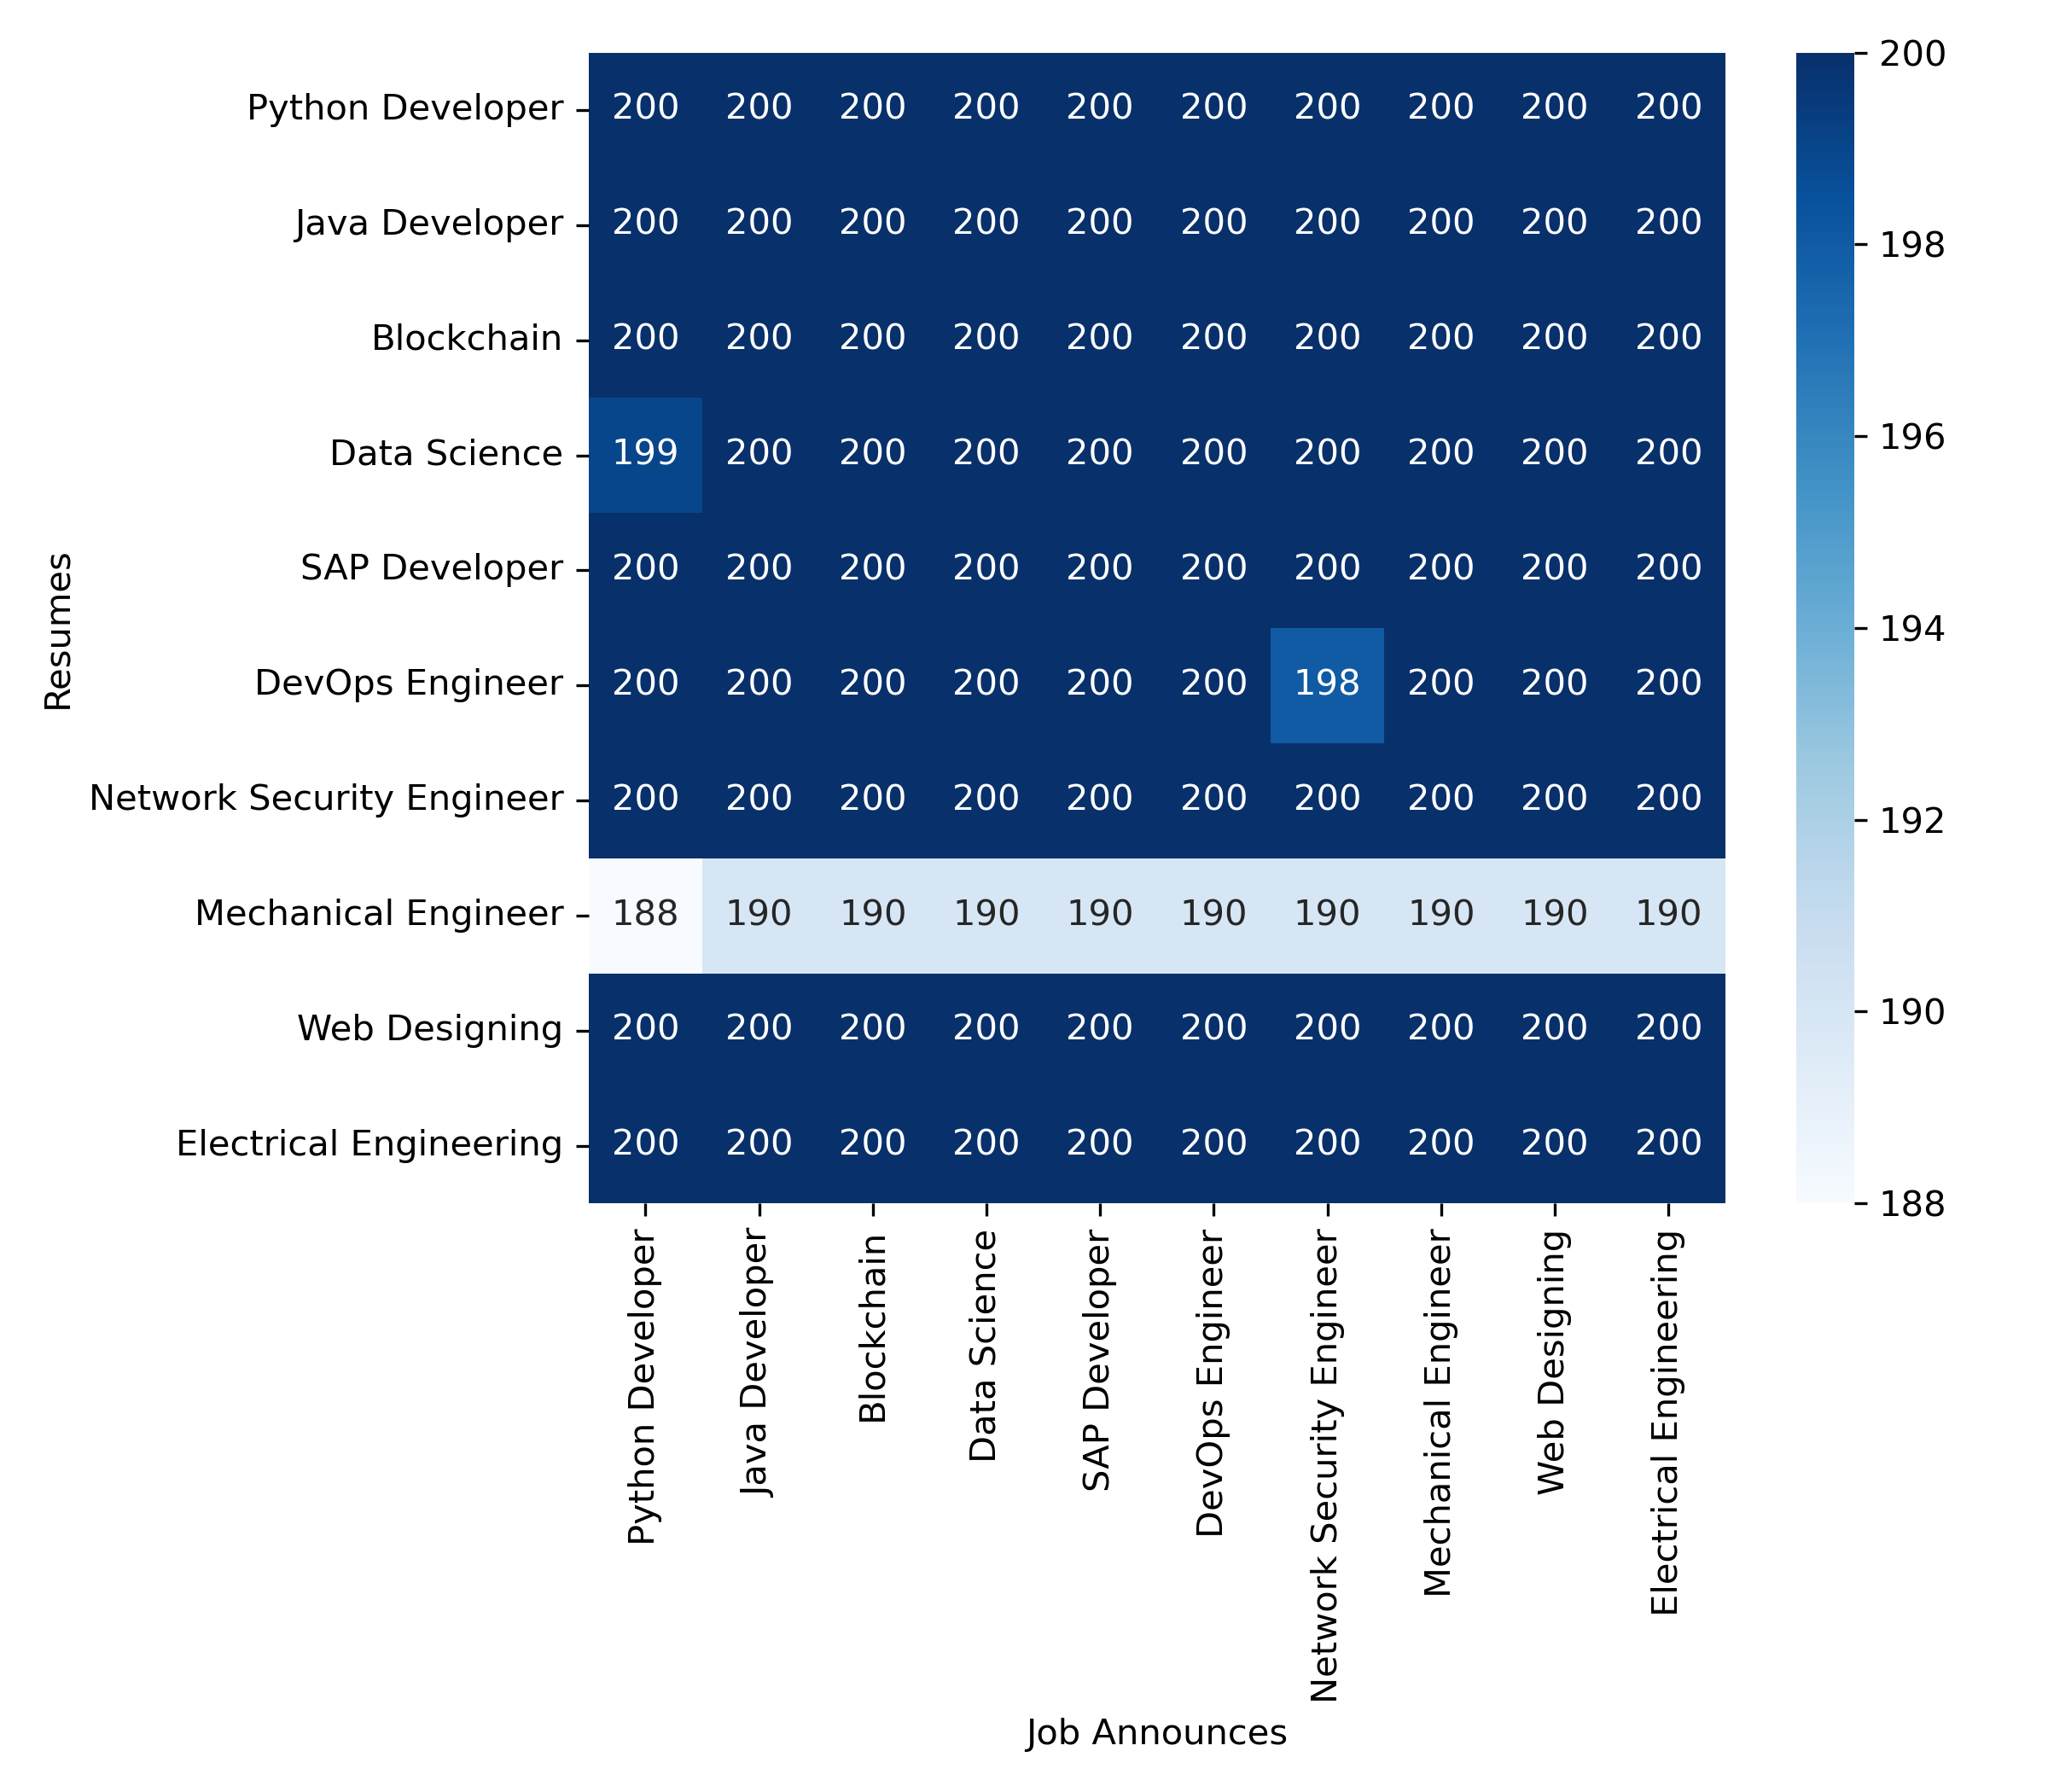 Python Developer 200 200 200 200 200 200 200 200 200 200
Java Developer 200 200 200 200 200 200 200 200 200 200
Blockchain 200 200 200 200 200 200 200 200 200 200
Data Science 199 200 200 200 200 200 200 200 200 200
SAP Developer 200 200 200 200 200 200 200 200 200 200
DevOps Engineer 200 200 200 200 200 200 198 200 200 200
Network Security Engineer 200 200 200 200 200 200 200 200 200 200
Mechanical Engineer 188 190 190 190 190 190 190 190 190 190
Web Designing 200 200 200 200 200 200 200 200 200 200
Electrical Engineering 200 200 200 200 200 200 200 200 200 200
Resumes
Python Developer
Java Developer
Blockchain
Data Science
SAP Developer
DevOps Engineer
Network Security Engineer
Mechanical Engineer
Web Designing
Electrical Engineering
Job Announces
200
198
196
194
192
190
188